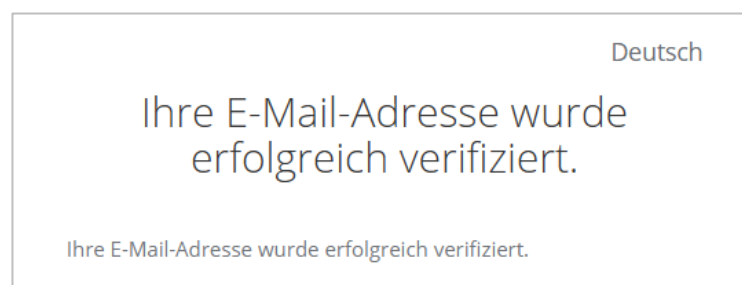 Deutsch
Ihre E-Mail-Adresse wurde
erfolgreich verifiziert.
Ihre E-Mail-Adresse wurde erfolgreich verifiziert.